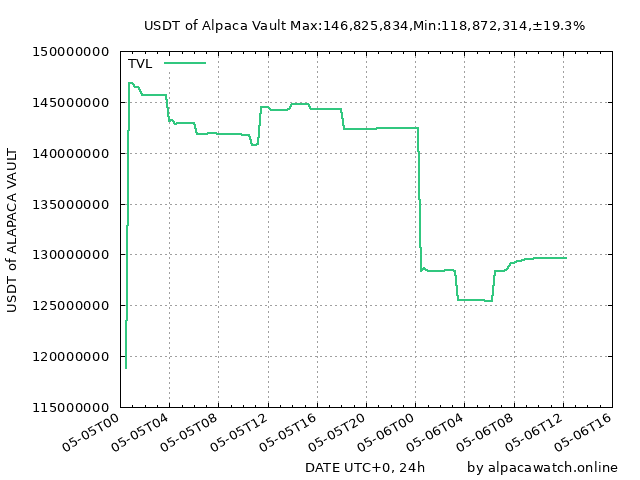 USDT of Alpaca Vault Max:146,825,834,Min:118,872,314,±19.3%
TVL
150000000
145000000
140000000
135000000
130000000
125000000
120000000
115000000
USDT of ALAPACA VAULT
05-05T00
05-05T04
05-05T08
05-05T12
05-05T16
05-05T20
05-06T00
05-06T04
05-06T08
05-06T12
05-06T16
DATE UTC+0, 24h
by alpacawatch.online